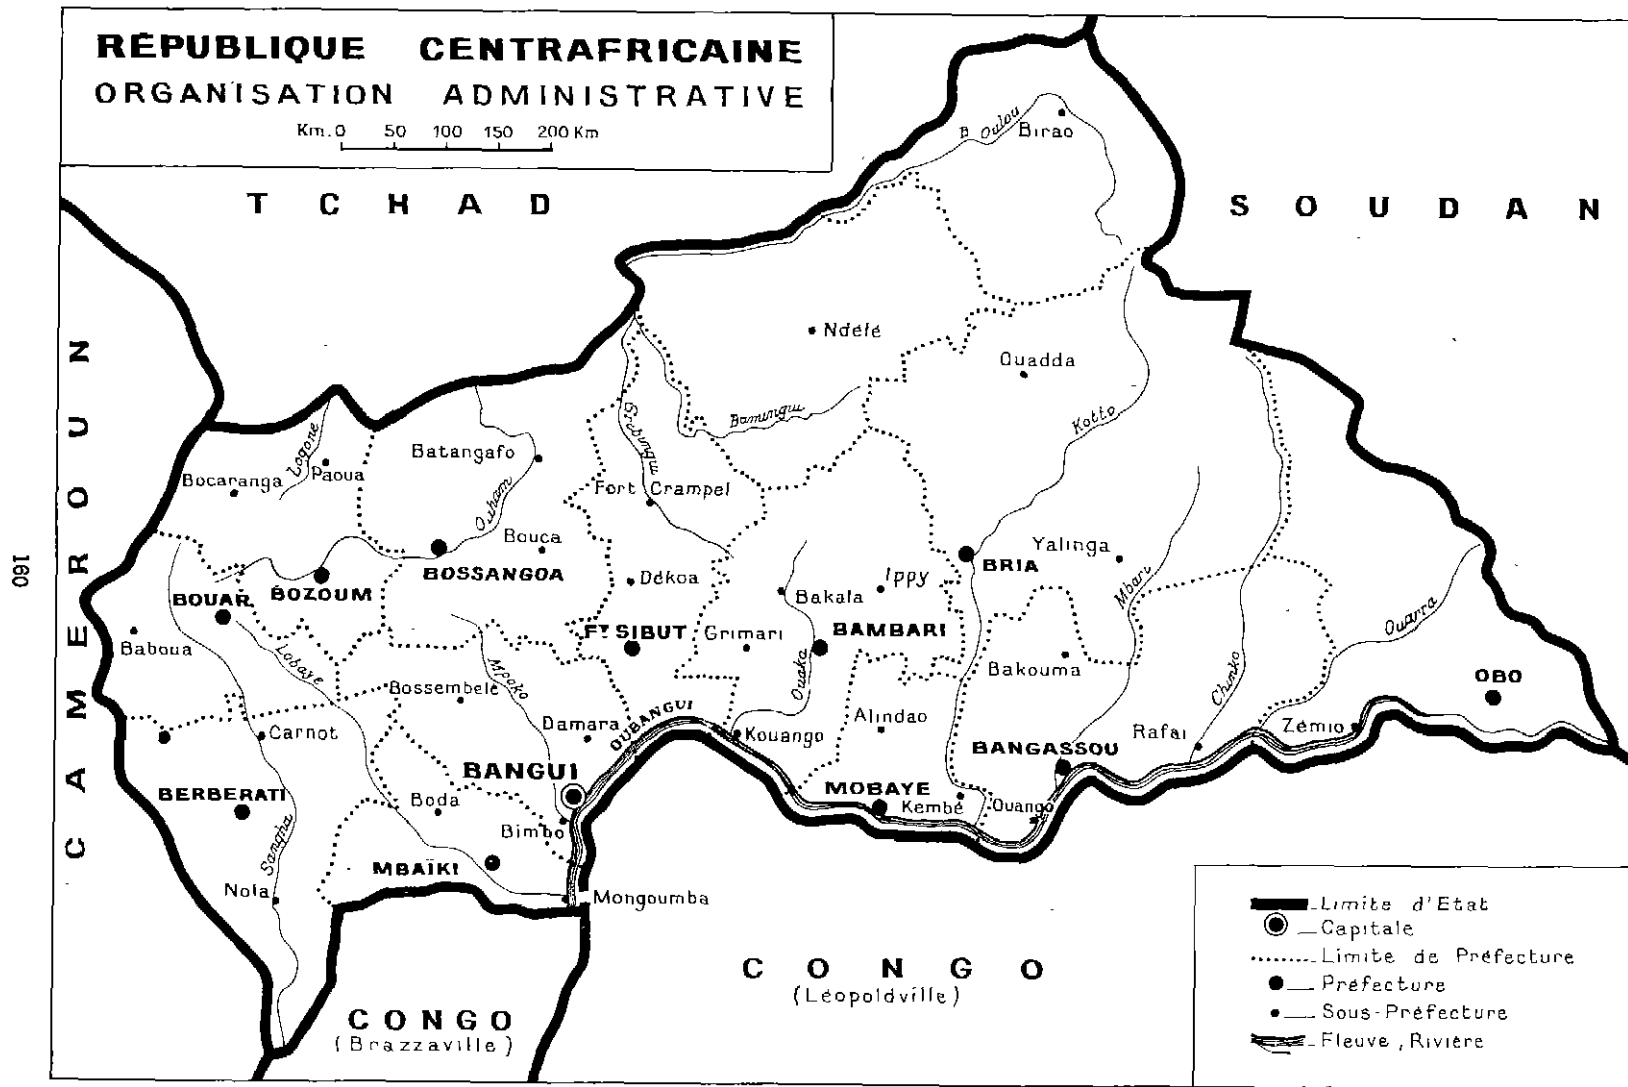 RÉPUBLIQUE CENTRAFRICAINE
ORGANISATION ADMINISTRATIVE
Km. 0 50 100 150 200 Km
TCHAD
SOUDAN
CAMEROUN
160
B Oulou
Birao
Ndélé
Ouadda
Kotto
Bamingui
Gribingui
Logone
Paoua
Bocaranga
Batangafo
Ouham
Fort Crampel
Bouca
BOSSANGOA
BOZOUM
BOUAR
Baboua
Lobaye
Dékoa
Ft SIBUT
Grimari
Bakala
Ippy
BAMBARI
BRIA
Yalinga
Mbari
Chinko
Ouarra
OBO
Zémio
Rafaï
Bakouma
BANGASSOU
Ouango
Kembé
MOBAYE
Alindao
Ouaka
Kouango
OUBANGUI
Damara
Mpoko
Bossembélé
Carnot
BERBERATI
Sangha
Nola
BANGUI
Boda
Bimbo
MBAÏKI
Mongoumba
CONGO
(Léopoldville)
CONGO
(Brazzaville)
Limite d'Etat
Capitale
Limite de Préfecture
Préfecture
Sous-Préfecture
Fleuve, Rivière